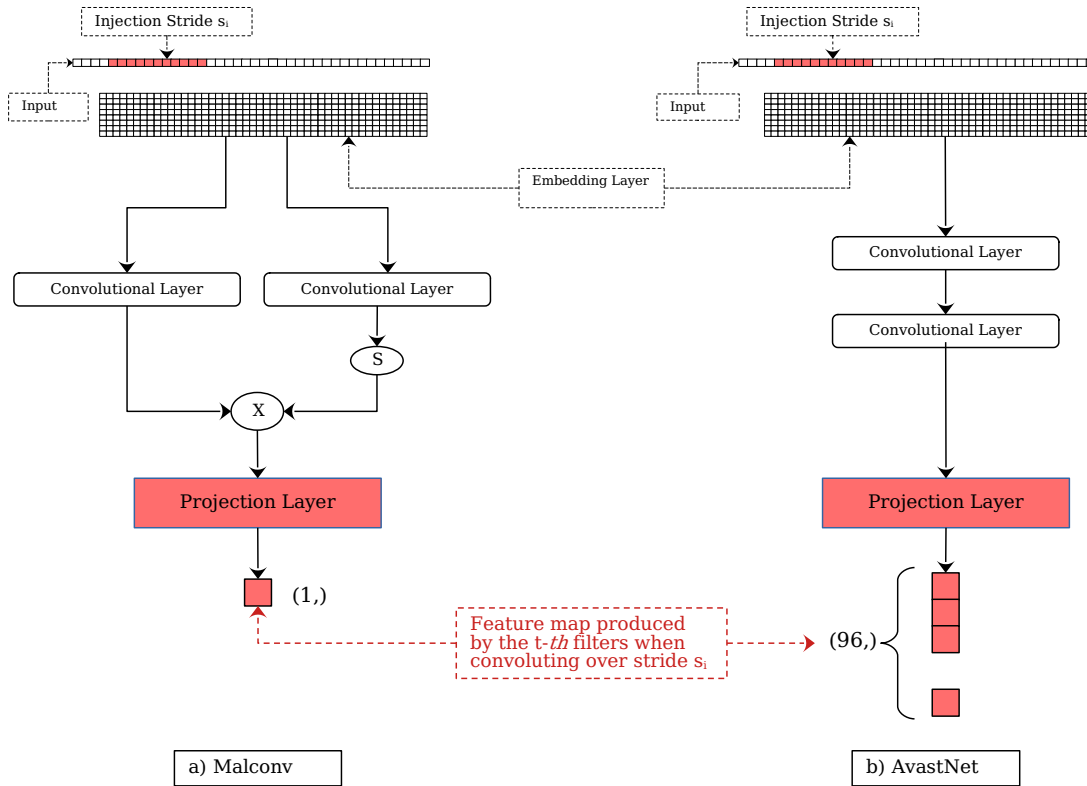 Injection Stride sᵢ
Input
Embedding Layer
Convolutional Layer
Convolutional Layer
S
X
Projection Layer
(1,)
Feature map produced
by the t-th filters when
convoluting over stride sᵢ
a) Malconv
Injection Stride sᵢ
Input
Convolutional Layer
Convolutional Layer
Projection Layer
(96,)
b) AvastNet